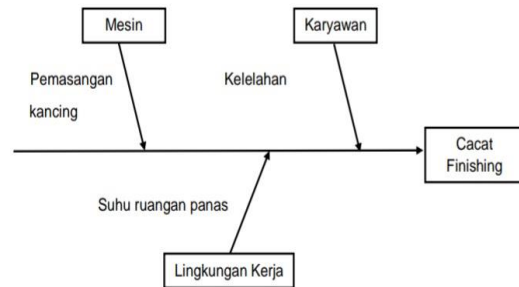 Mesin
Karyawan
Pemasangan
kancing
Kelelahan
Cacat
Finishing
Suhu ruangan panas
Lingkungan Kerja